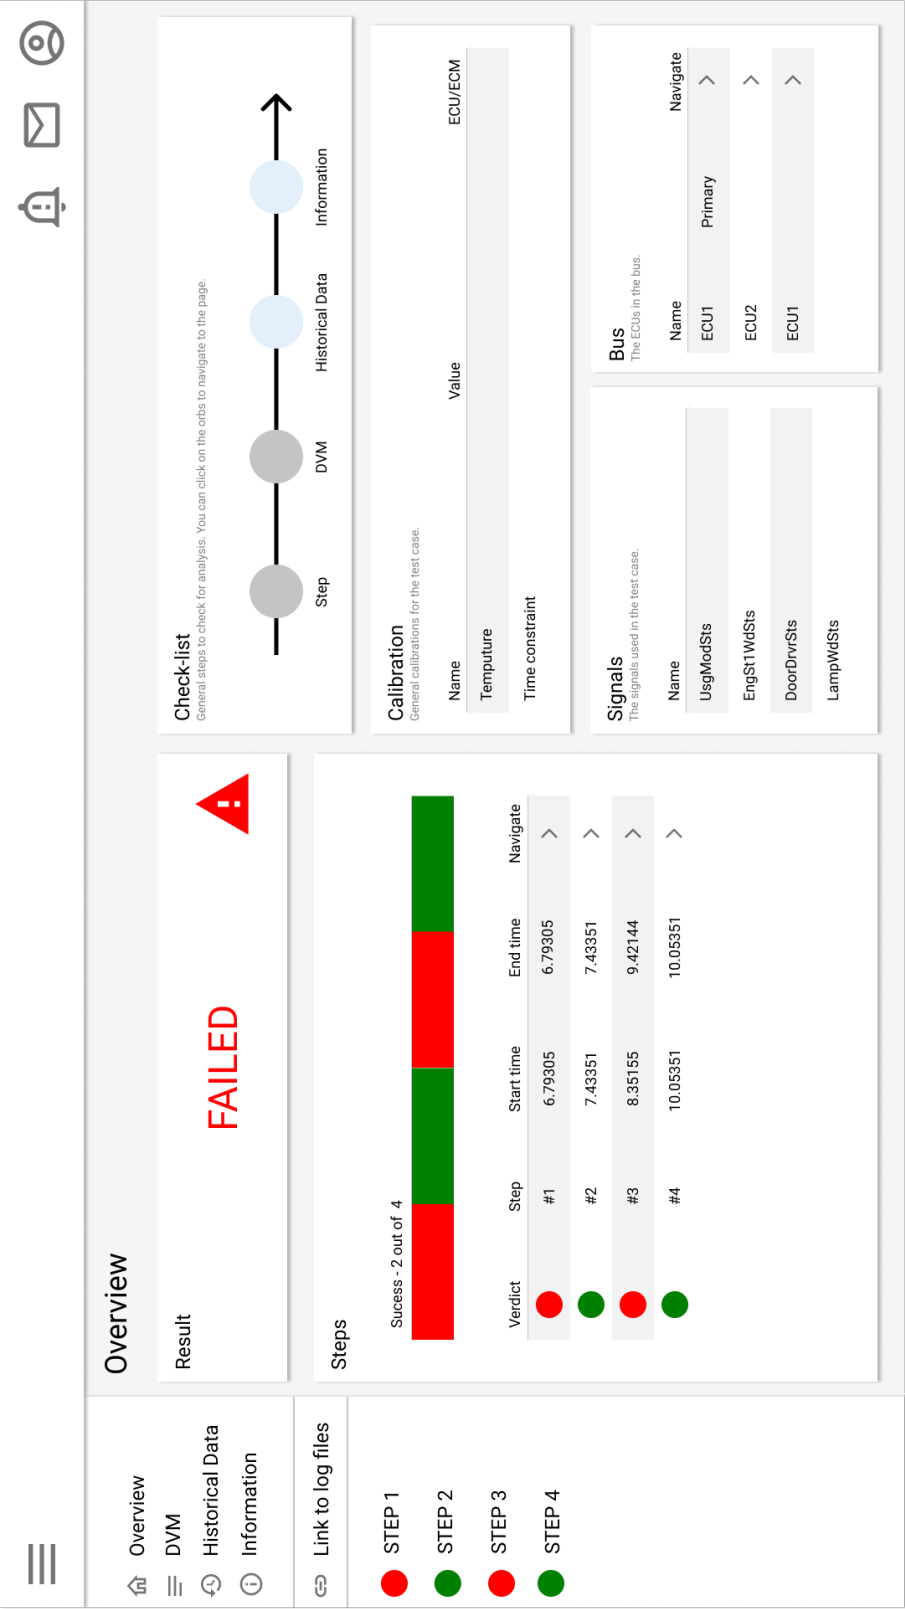 Overview
DVM
Historical Data
Information
Link to log files
STEP 1
STEP 2
STEP 3
STEP 4
Overview
Result
FAILED
Steps
Sucess - 2 out of 4
Verdict Step Start time End time Navigate
#1 6.79305 6.79305
#2 7.43351 7.43351
#3 8.35155 9.42144
#4 10.05351 10.05351
Check-list
General steps to check for analysis. You can click on the orbs to navigate to the page.
Step DVM Historical Data Information
Calibration
General calibrations for the test case.
Name Value ECU/ECM
Temputure
Time constraint
Signals
The signals used in the test case.
Name
UsgModSts
EngSt1WdSts
DoorDrvrSts
LampWdSts
Bus
The ECUs in the bus.
Name Navigate
ECU1 Primary
ECU2
ECU1